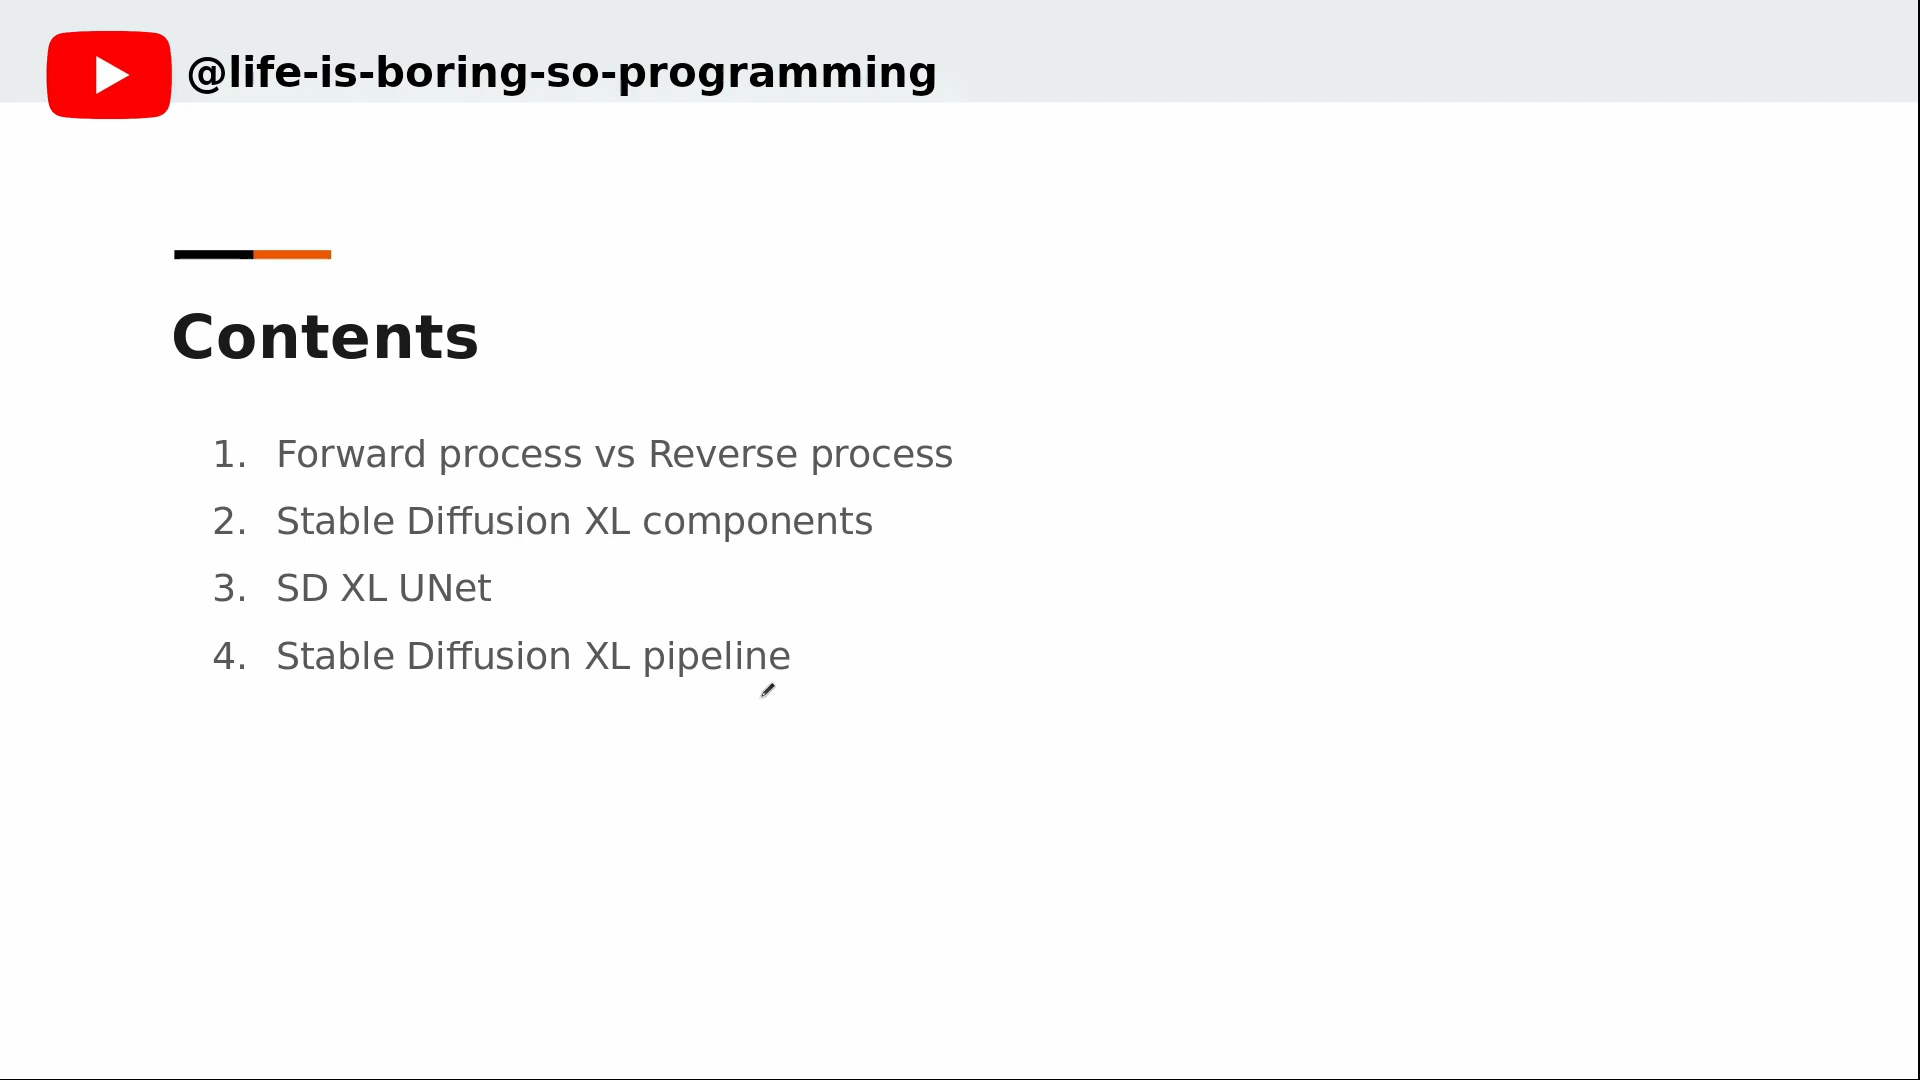 @life-is-boring-so-programming
Contents
1. Forward process vs Reverse process
2. Stable Diffusion XL components
3. SD XL UNet
4. Stable Diffusion XL pipeline